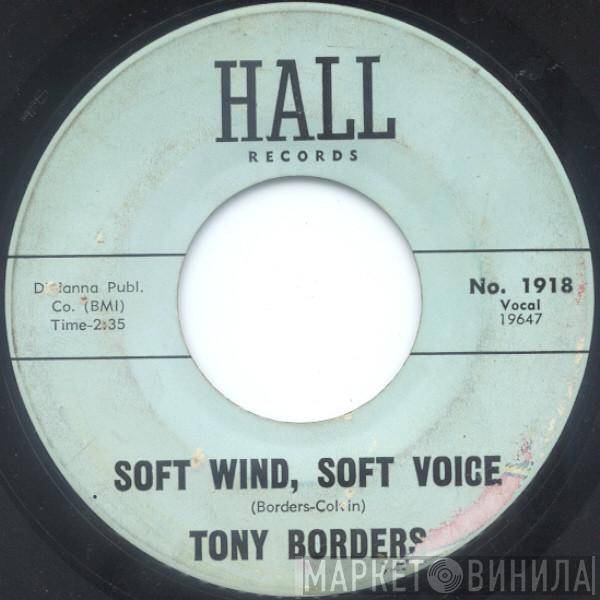 HALL
RECORDS
Publ.
Co. (BMI)
Time-2:35
No. 1918
Vocal
19647
SOFT WIND, SOFT VOICE
TONY BORDERS
МАРКЕТ ВИНИЛА